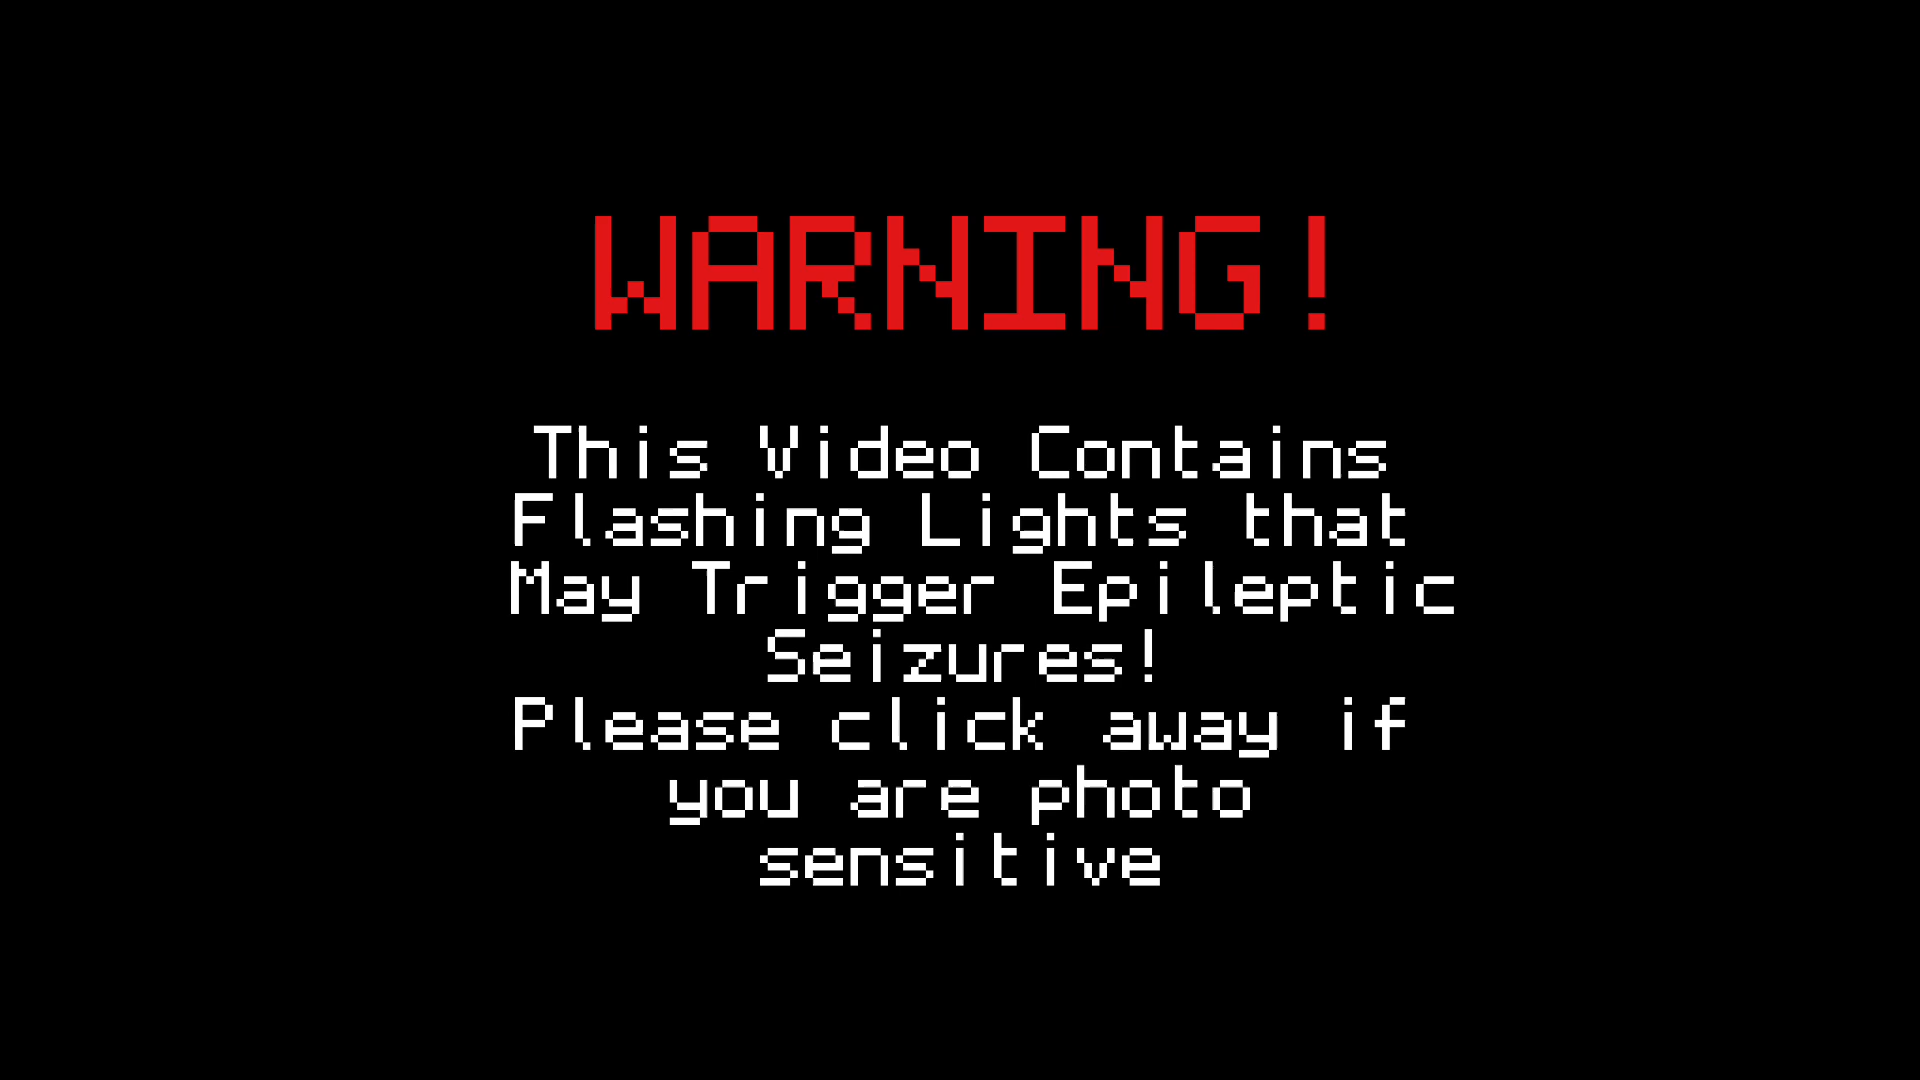 WARNING!
This Video Contains
Flashing Lights that
May Trigger Epileptic
Seizures!
Please click away if
you are photo
sensitive